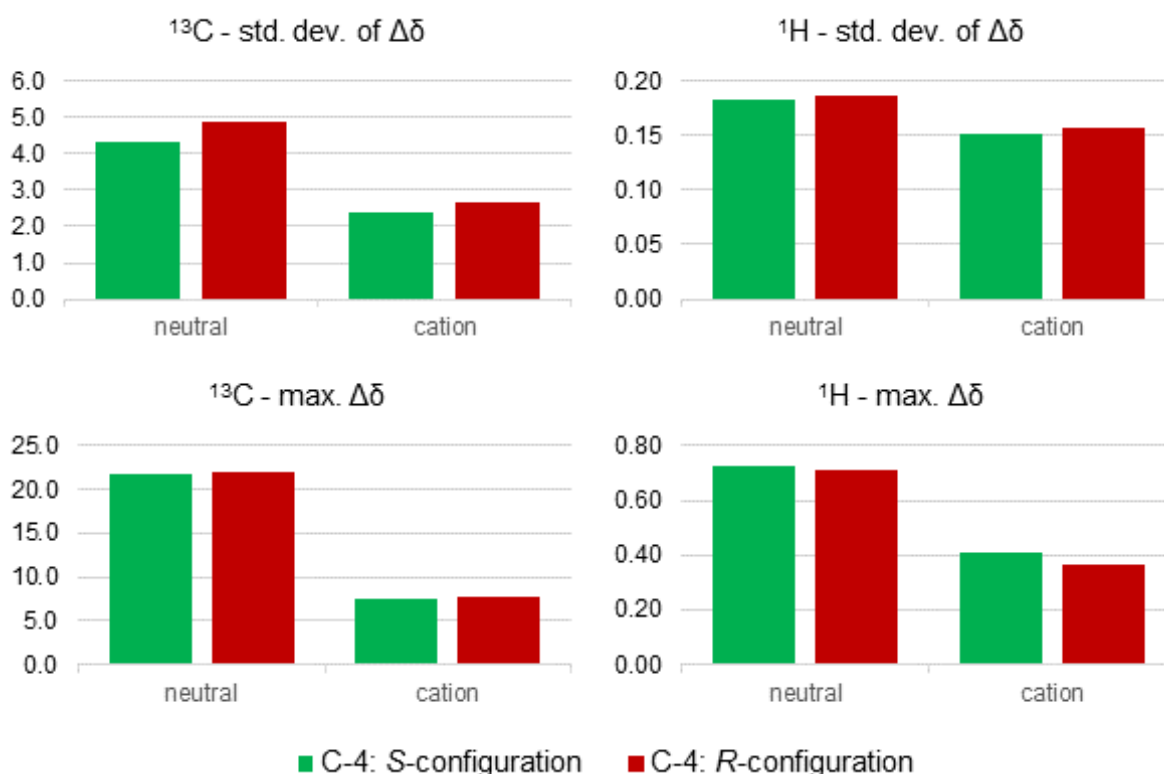 ¹³C - std. dev. of Δδ
6.0
5.0
4.0
3.0
2.0
1.0
0.0
neutral cation
¹H - std. dev. of Δδ
0.20
0.15
0.10
0.05
0.00
neutral cation
¹³C - max. Δδ
25.0
20.0
15.0
10.0
5.0
0.0
neutral cation
¹H - max. Δδ
0.80
0.60
0.40
0.20
0.00
neutral cation
C-4: S-configuration C-4: R-configuration